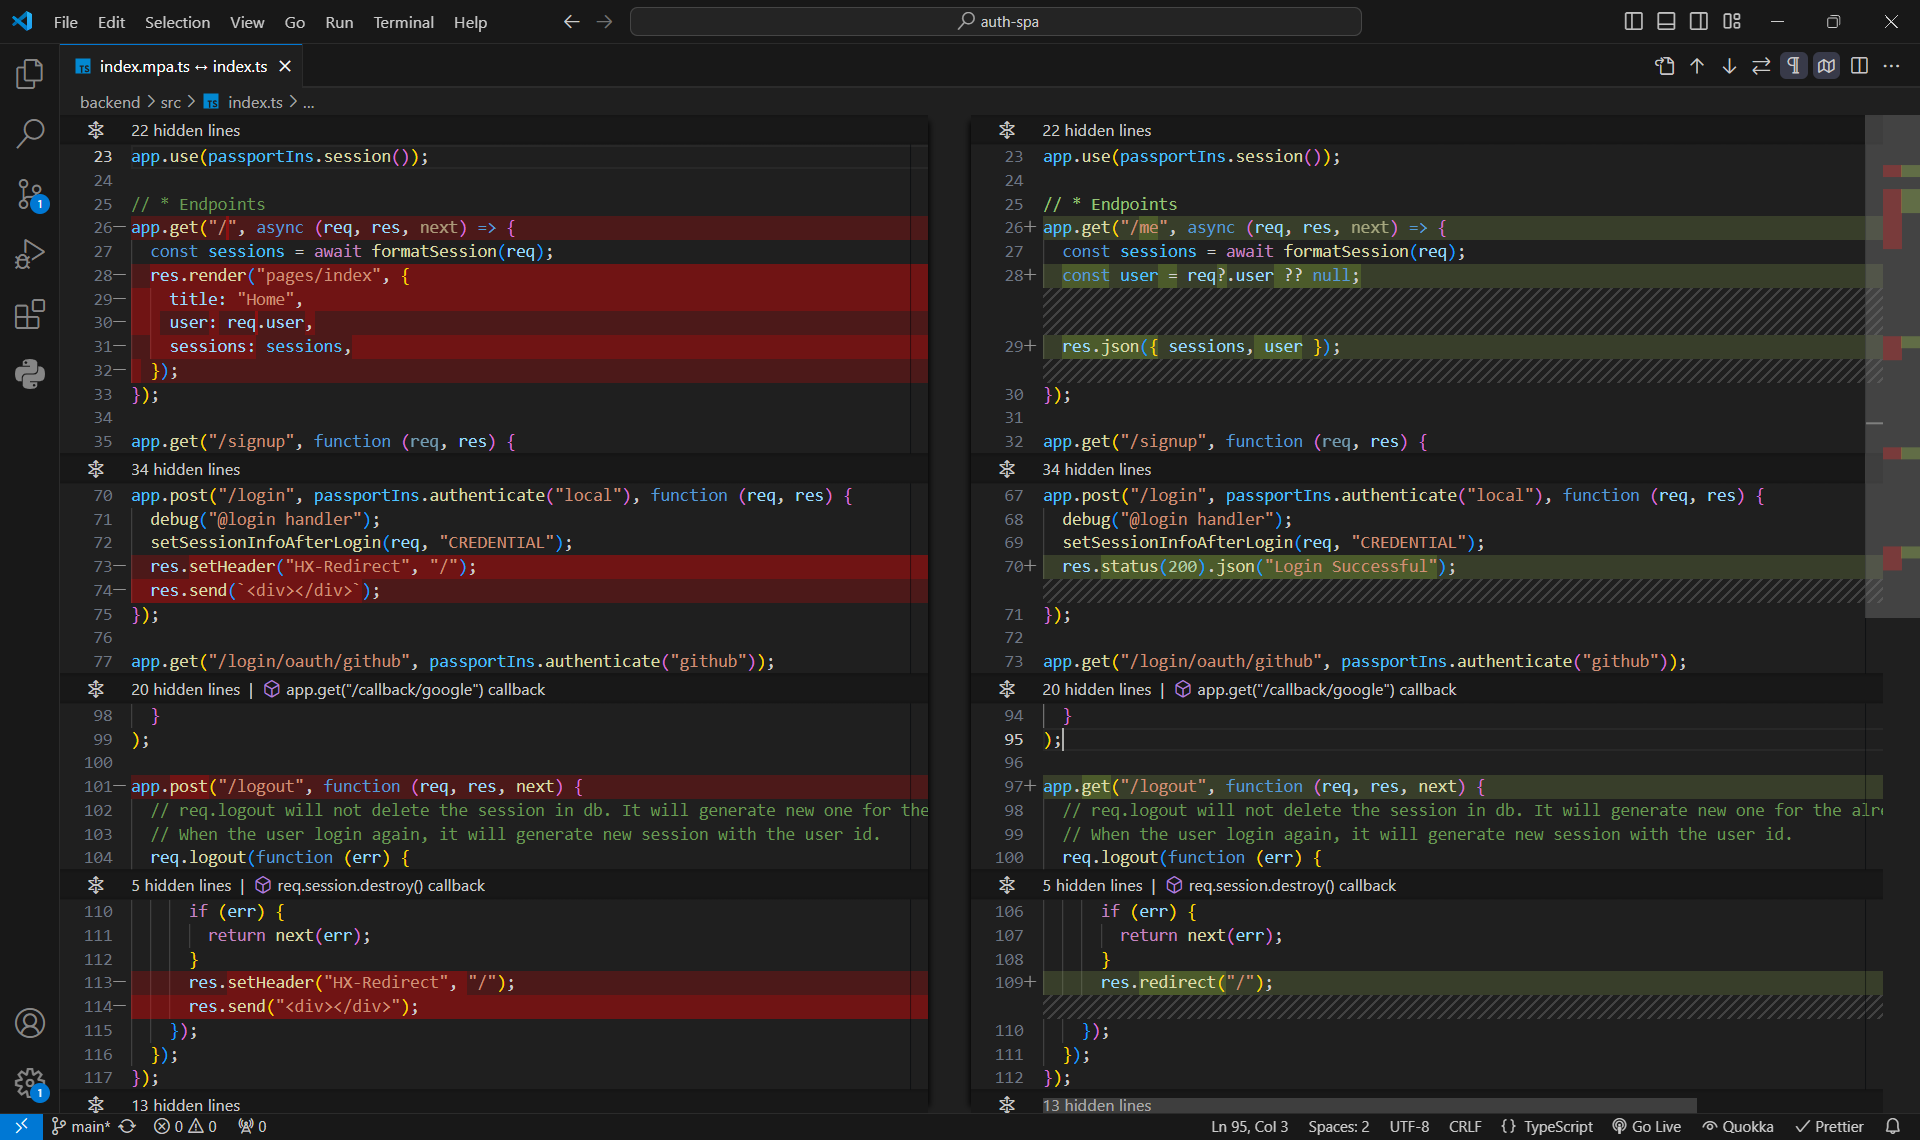 File Edit Selection View Go Run Terminal Help
auth-spa
TS index.mpa.ts ↔ index.ts
backend > src > TS index.ts > ...
22 hidden lines
23 app.use(passportIns.session());
24
25 // * Endpoints
26— app.get("/", async (req, res, next) => {
27 const sessions = await formatSession(req);
28— res.render("pages/index", {
29— title: "Home",
30— user: req.user,
31— sessions: sessions,
32— });
33 });
34
35 app.get("/signup", function (req, res) {
34 hidden lines
70 app.post("/login", passportIns.authenticate("local"), function (req, res) {
71 debug("@login handler");
72 setSessionInfoAfterLogin(req, "CREDENTIAL");
73— res.setHeader("HX-Redirect", "/");
74— res.send(`<div></div>`);
75 });
76
77 app.get("/login/oauth/github", passportIns.authenticate("github"));
20 hidden lines | app.get("/callback/google") callback
98 }
99 );
100
101— app.post("/logout", function (req, res, next) {
102 // req.logout will not delete the session in db. It will generate new one for the
103 // When the user login again, it will generate new session with the user id.
104 req.logout(function (err) {
5 hidden lines | req.session.destroy() callback
110 if (err) {
111 return next(err);
112 }
113— res.setHeader("HX-Redirect", "/");
114— res.send("<div></div>");
115 });
116 });
117 });
13 hidden lines
22 hidden lines
23 app.use(passportIns.session());
24
25 // * Endpoints
26+ app.get("/me", async (req, res, next) => {
27 const sessions = await formatSession(req);
28+ const user = req?.user ?? null;
29+ res.json({ sessions, user });
30 });
31
32 app.get("/signup", function (req, res) {
34 hidden lines
67 app.post("/login", passportIns.authenticate("local"), function (req, res) {
68 debug("@login handler");
69 setSessionInfoAfterLogin(req, "CREDENTIAL");
70+ res.status(200).json("Login Successful");
71 });
72
73 app.get("/login/oauth/github", passportIns.authenticate("github"));
20 hidden lines | app.get("/callback/google") callback
94 }
95 );
96
97+ app.get("/logout", function (req, res, next) {
98 // req.logout will not delete the session in db. It will generate new one for the alr
99 // When the user login again, it will generate new session with the user id.
100 req.logout(function (err) {
5 hidden lines | req.session.destroy() callback
106 if (err) {
107 return next(err);
108 }
109+ res.redirect("/");
110 });
111 });
112 });
13 hidden lines
1
1
main* 0 0 0 Ln 95, Col 3 Spaces: 2 UTF-8 CRLF {} TypeScript Go Live Quokka Prettier